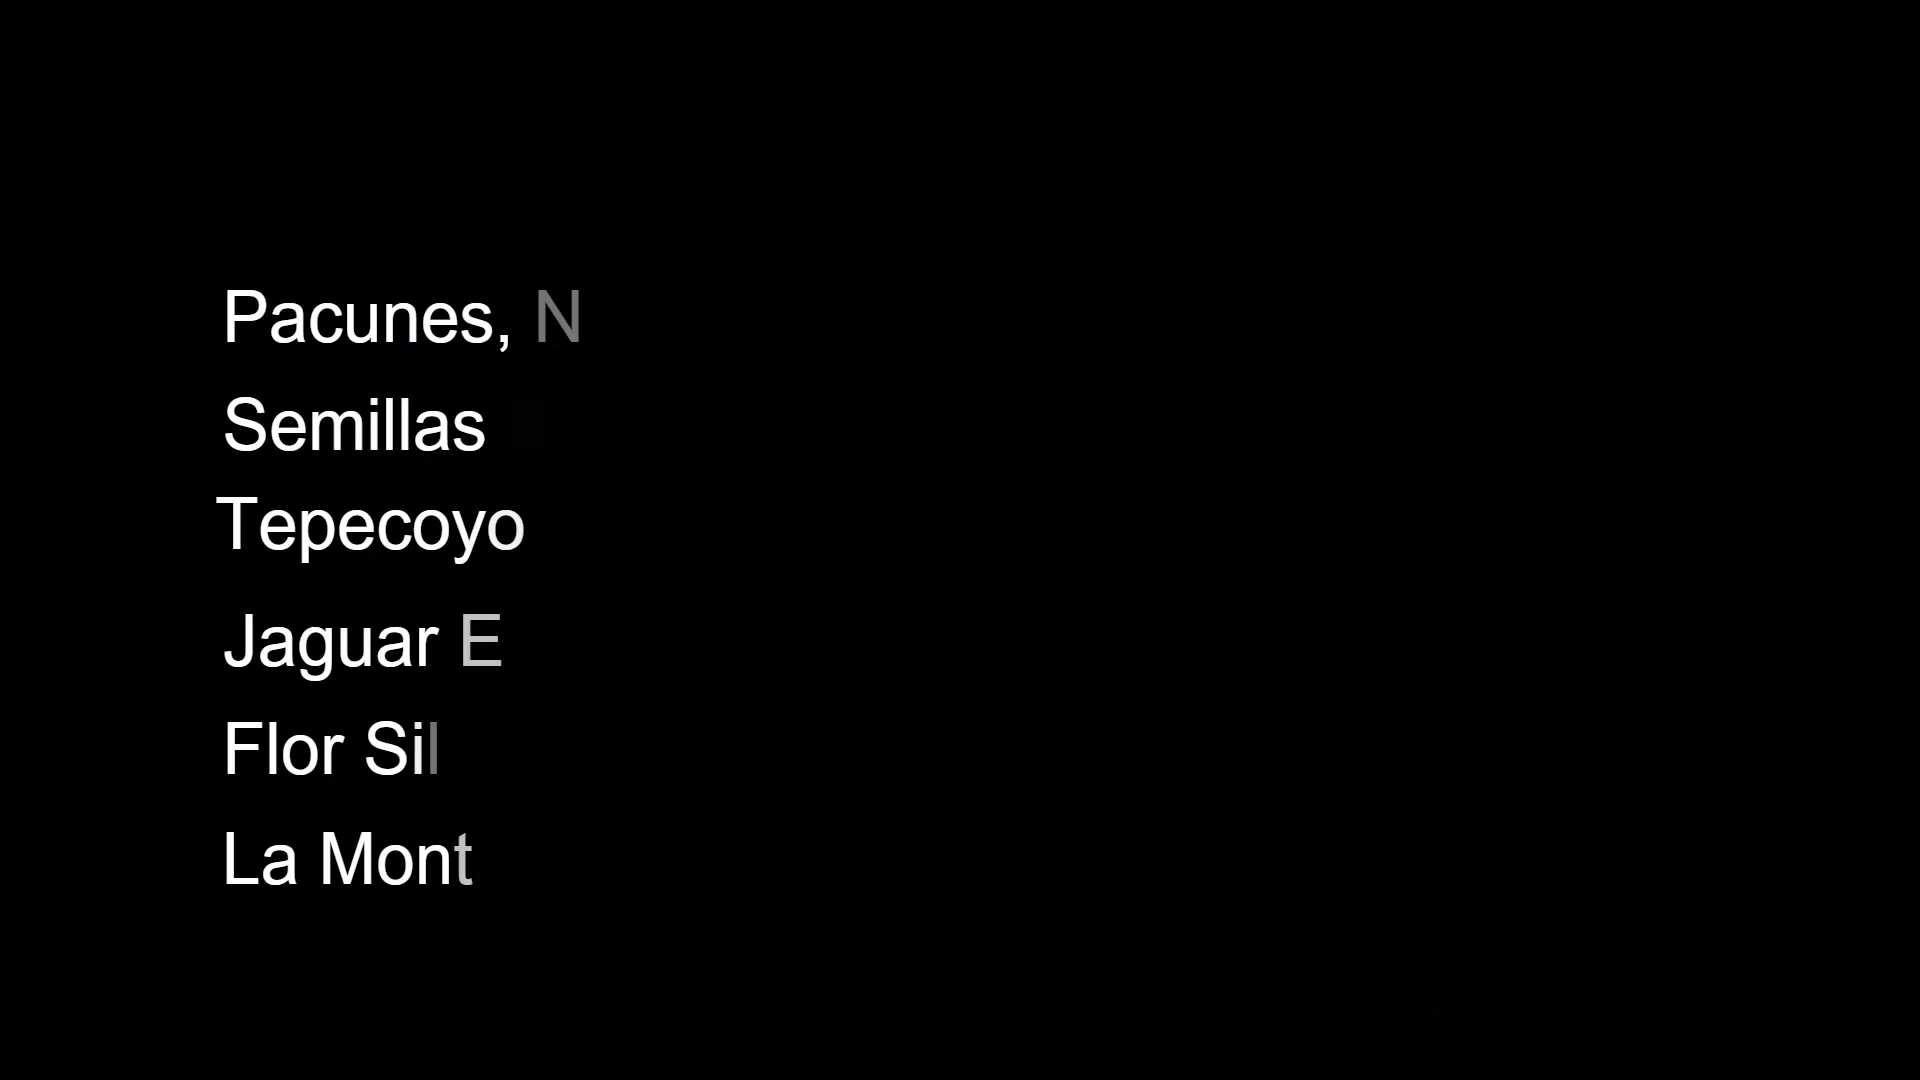 Pacunes, N
Semillas
Tepecoyo
Jaguar E
Flor Sil
La Mont